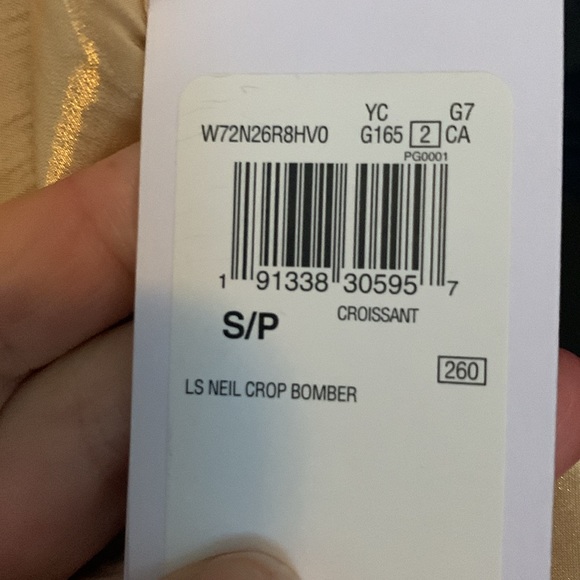 YC G7
W72N26R8HV0 G165 2 CA
PG0001
1 91338 30595 7
S/P CROISSANT
260
LS NEIL CROP BOMBER